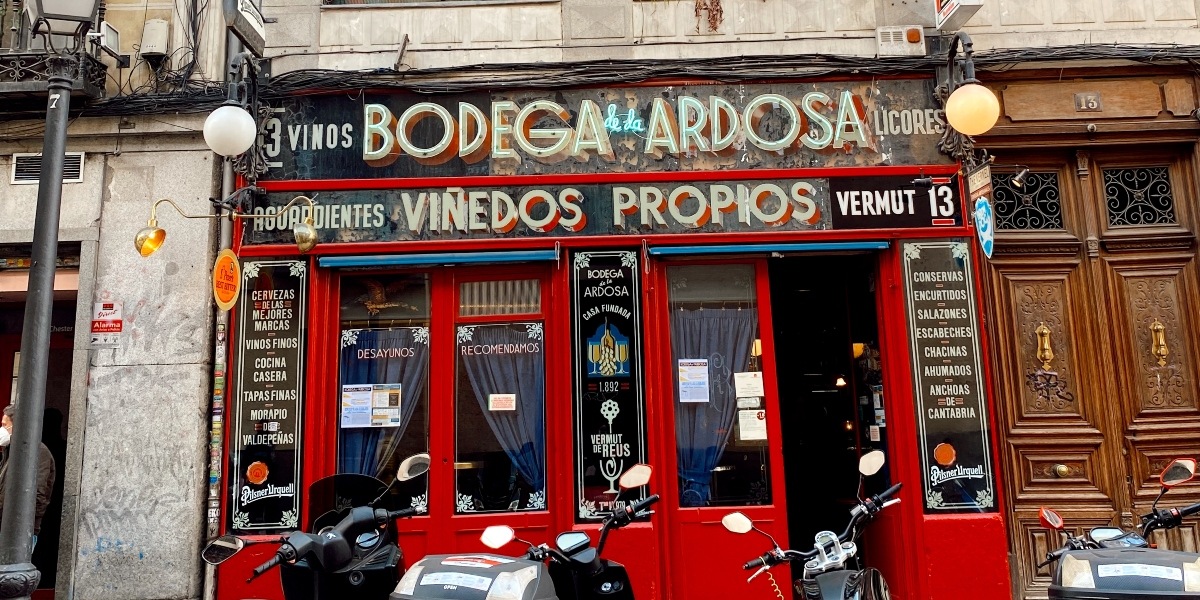 7
13 VINOS BODEGA de la ARDOSA LICORES
AGUARDIENTES VIÑEDOS PROPIOS VERMUT 13
13
Alarma
CERVEZAS
DE LAS
MEJORES
MARCAS
VINOS FINOS
COCINA
CASERA
TAPAS FINAS
MORAPIO
DE
VALDEPEÑAS
Pilsner Urquell
DESAYUNOS
RECOMENDAMOS
BODEGA
de la
ARDOSA
CASA FUNDADA
1.892
VERMUT
DE REUS
CONSERVAS
ENCURTIDOS
SALAZONES
ESCABECHES
CHACINAS
AHUMADOS
ANCHOAS
DE
CANTABRIA
Pilsner Urquell